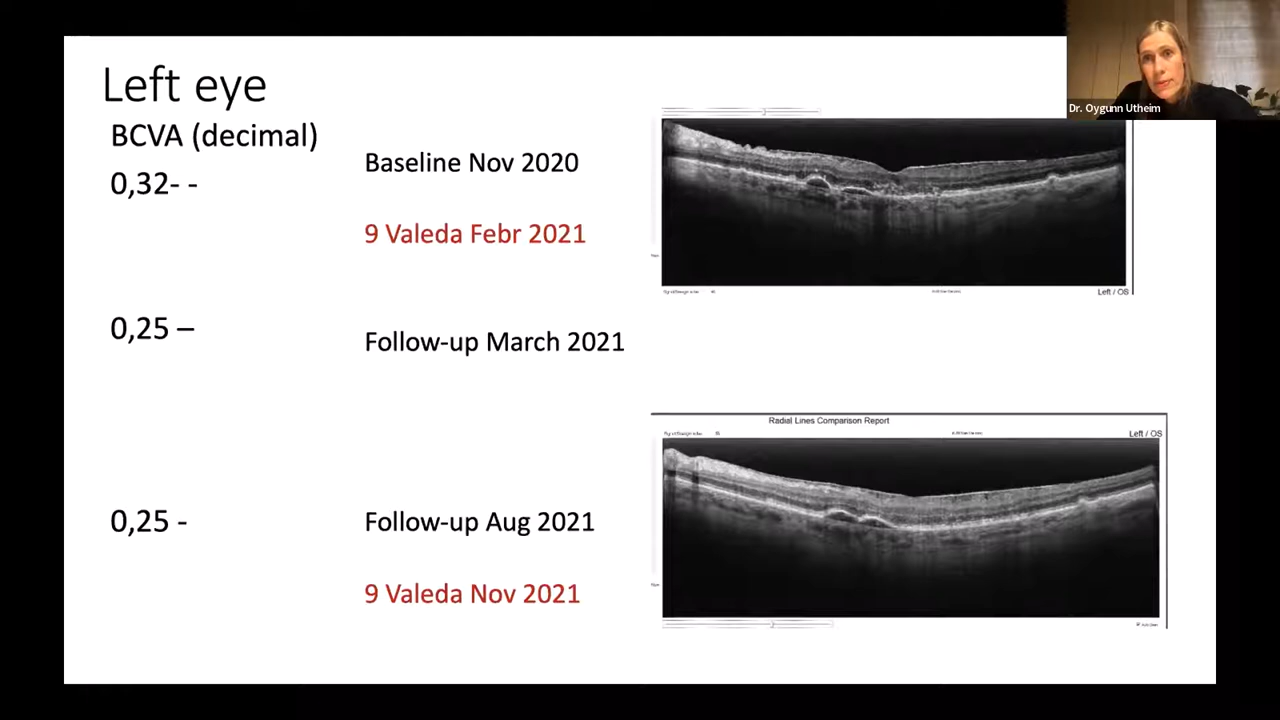 Left eye
BCVA (decimal)
0,32- -
Baseline Nov 2020
9 Valeda Febr 2021
0,25 –
Follow-up March 2021
0,25 -
Follow-up Aug 2021
9 Valeda Nov 2021
Dr. Oygunn Utheim
Left / OS
Radial Lines Comparison Report
Left / OS